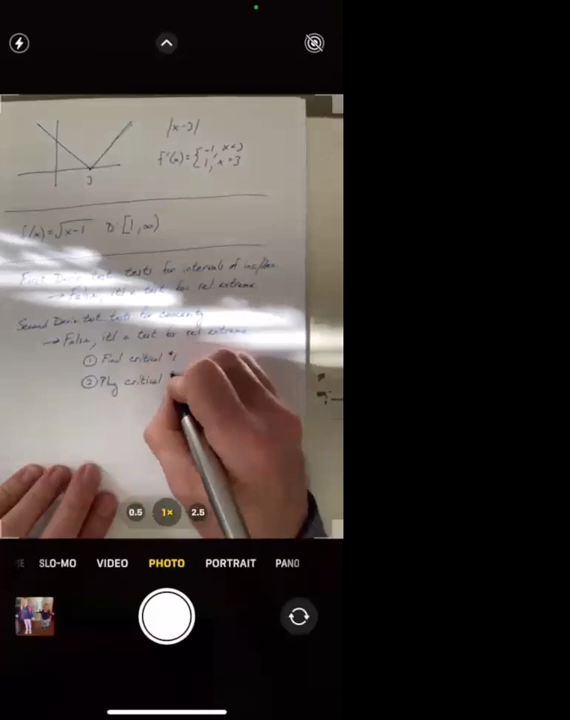 |x-3|
f'(x) = { -1, x<3
1, x>3
3
f(x) = √x-1 D [1, ∞)
First Deriv test tests for intervals of inc/dec
→ False, it's a test for rel. extreme
Second Deriv test tests for concavity
→ False, it's a test for rel extreme
① Find critical #'s
② Plug critical
0.5 1× 2.5
SLO-MO VIDEO PHOTO PORTRAIT PANO